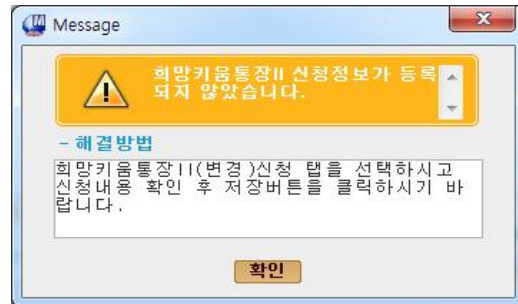 Message
희망키움통장II 신청정보가 등록
되지 않았습니다.
- 해결방법
희망키움통장II(변경)신청 탭을 선택하시고
신청내용 확인 후 저장버튼을 클릭하시기 바
랍니다.
확인